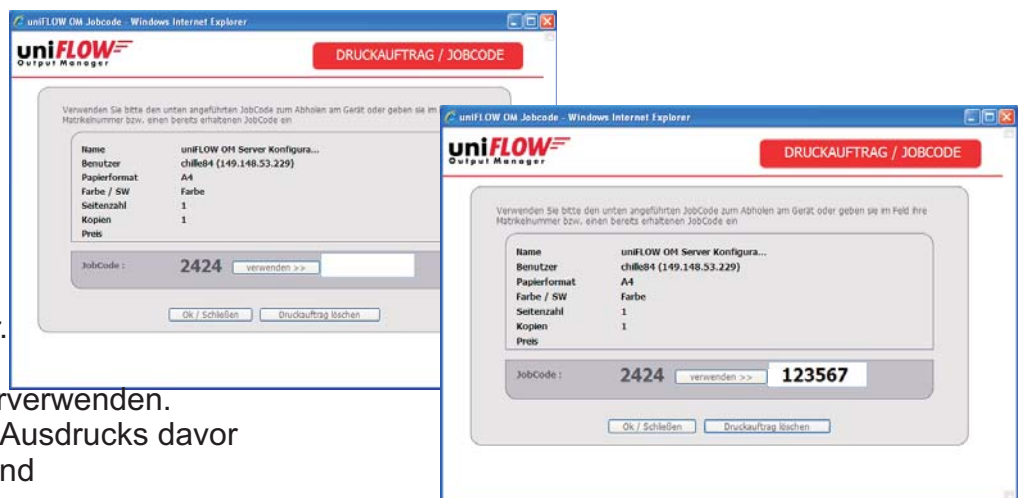 uniFLOW OM Jobcode - Windows Internet Explorer
uniFLOW
Output Manager
DRUCKAUFTRAG / JOBCODE
Verwenden Sie bitte den unten angeführten JobCode zum Abholen am Gerät oder geben sie im
Matrikelnummer bzw. einen bereits erhaltenen JobCode ein
Name uniFLOW OM Server Konfigura...
Benutzer chille84 (149.148.53.229)
Papierformat A4
Farbe / SW Farbe
Seitenzahl 1
Kopien 1
Preis
JobCode : 2424 verwenden >>
Ok / Schließen Druckauftrag löschen
uniFLOW OM Jobcode - Windows Internet Explorer
uniFLOW
Output Manager
DRUCKAUFTRAG / JOBCODE
Verwenden Sie bitte den unten angeführten JobCode zum Abholen am Gerät oder geben sie im Feld ihre
Matrikelnummer bzw. einen bereits erhaltenen JobCode ein
Name uniFLOW OM Server Konfigura...
Benutzer chille84 (149.148.53.229)
Papierformat A4
Farbe / SW Farbe
Seitenzahl 1
Kopien 1
Preis
JobCode : 2424 verwenden >> 123567
Ok / Schließen Druckauftrag löschen
.
rverwenden.
Ausdrucks davor
nd